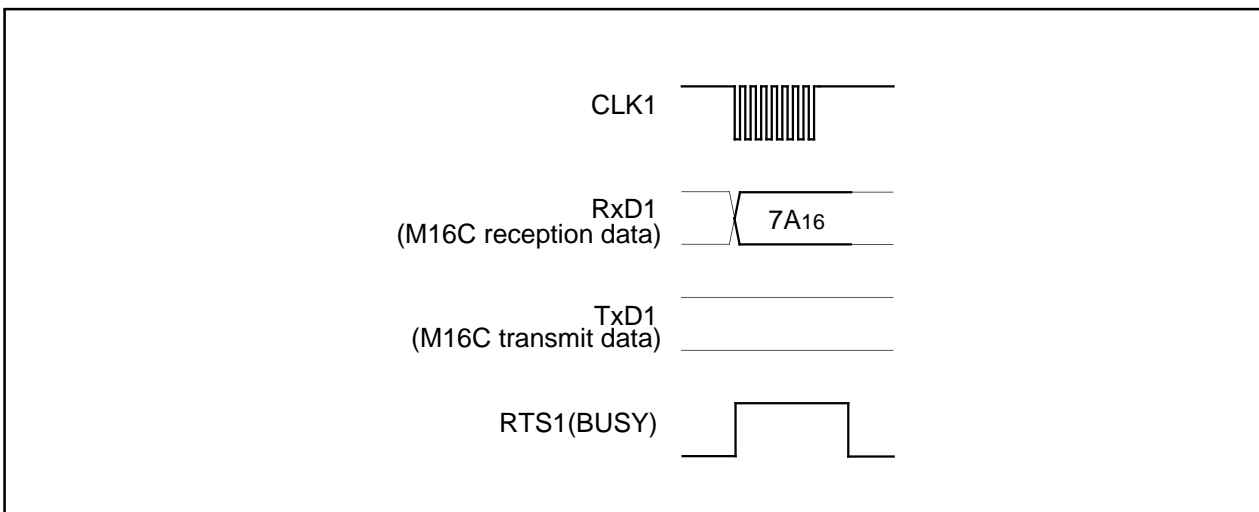 CLK1
RxD1
(M16C reception data)
7A16
TxD1
(M16C transmit data)
RTS1(BUSY)